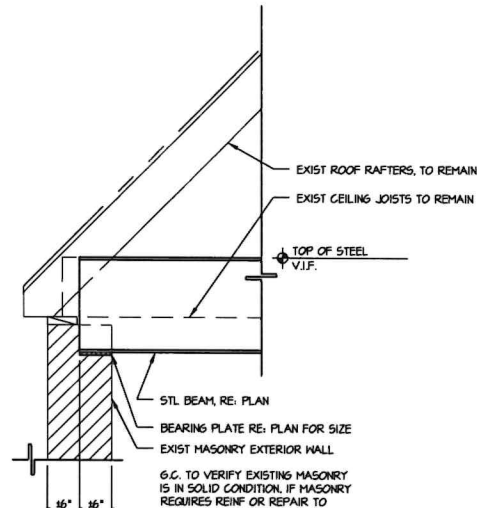 EXIST ROOF RAFTERS, TO REMAIN
EXIST CEILING JOISTS TO REMAIN
TOP OF STEEL
V.I.F.
STL BEAM, RE: PLAN
BEARING PLATE RE: PLAN FOR SIZE
EXIST MASONRY EXTERIOR WALL
G.C. TO VERIFY EXISTING MASONRY
IS IN SOLID CONDITION. IF MASONRY
REQUIRES REINF OR REPAIR TO
±6" ±6"